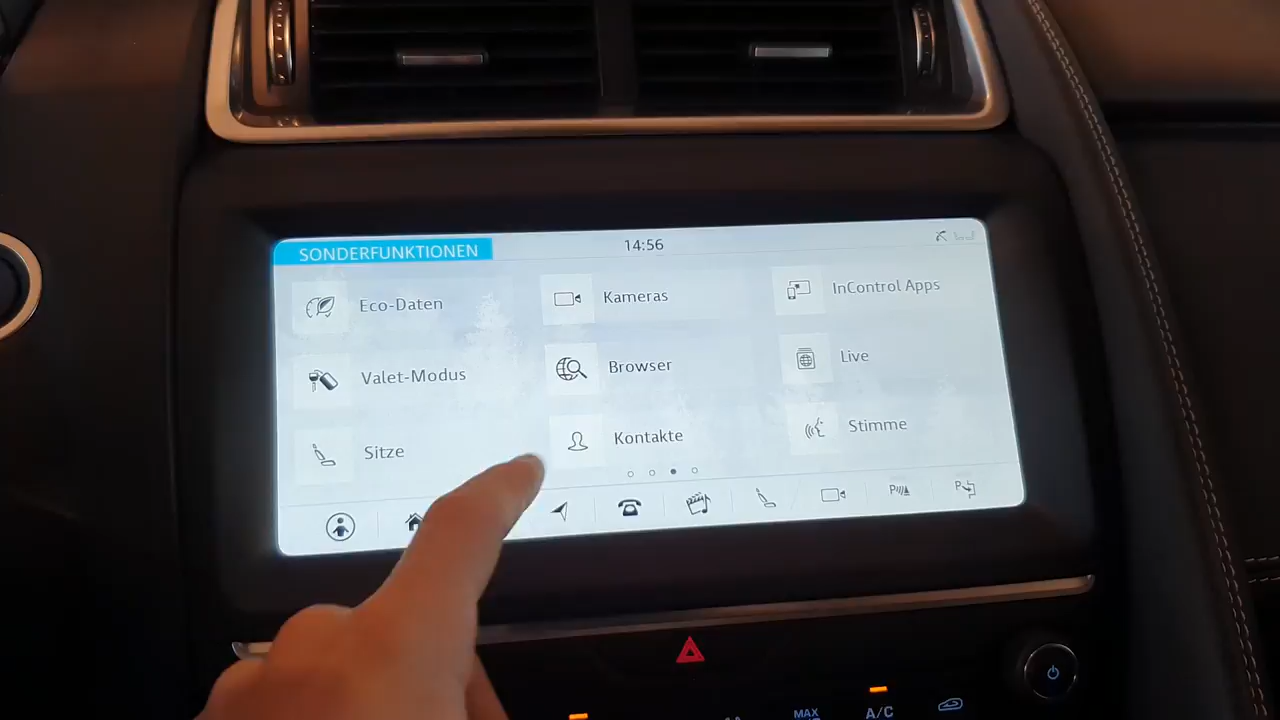 SONDERFUNKTIONEN
14:56
Eco-Daten
Kameras
InControl Apps
Valet-Modus
Browser
Live
Sitze
Kontakte
Stimme
P
P
MAX
A/C